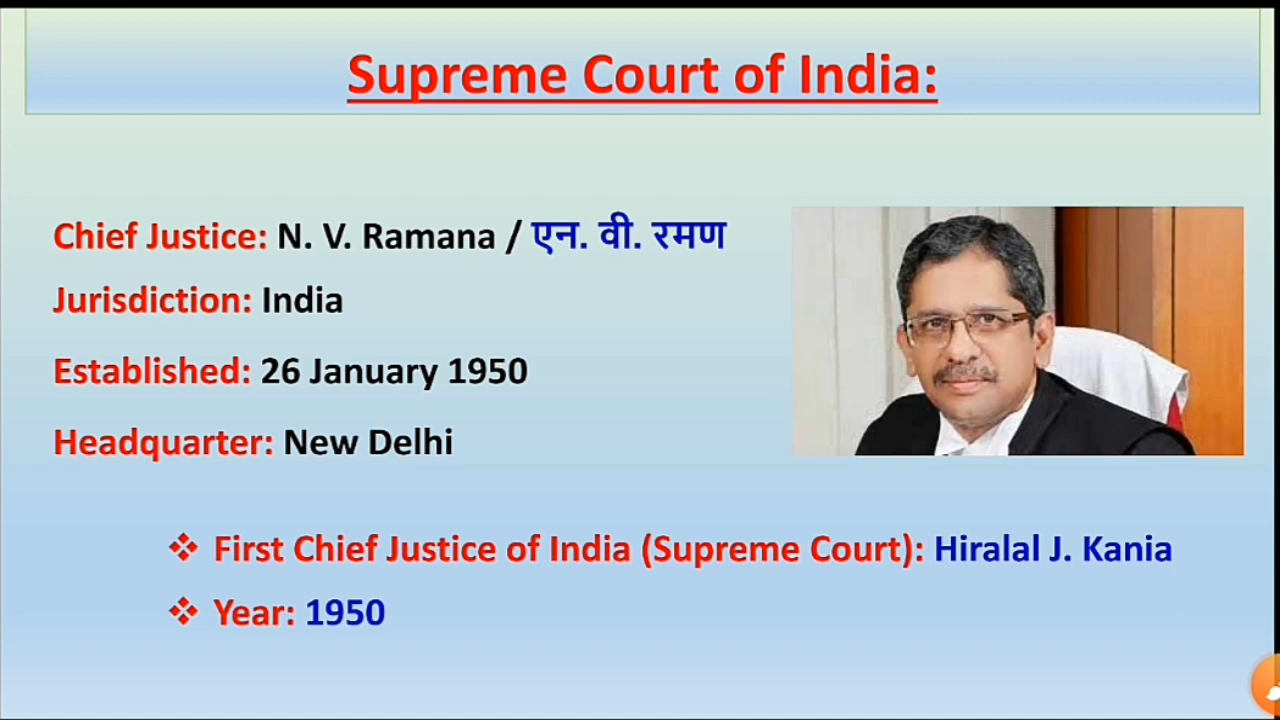 Supreme Court of India:
Chief Justice: N. V. Ramana / एन. वी. रमण
Jurisdiction: India
Established: 26 January 1950
Headquarter: New Delhi
❖ First Chief Justice of India (Supreme Court): Hiralal J. Kania
❖ Year: 1950